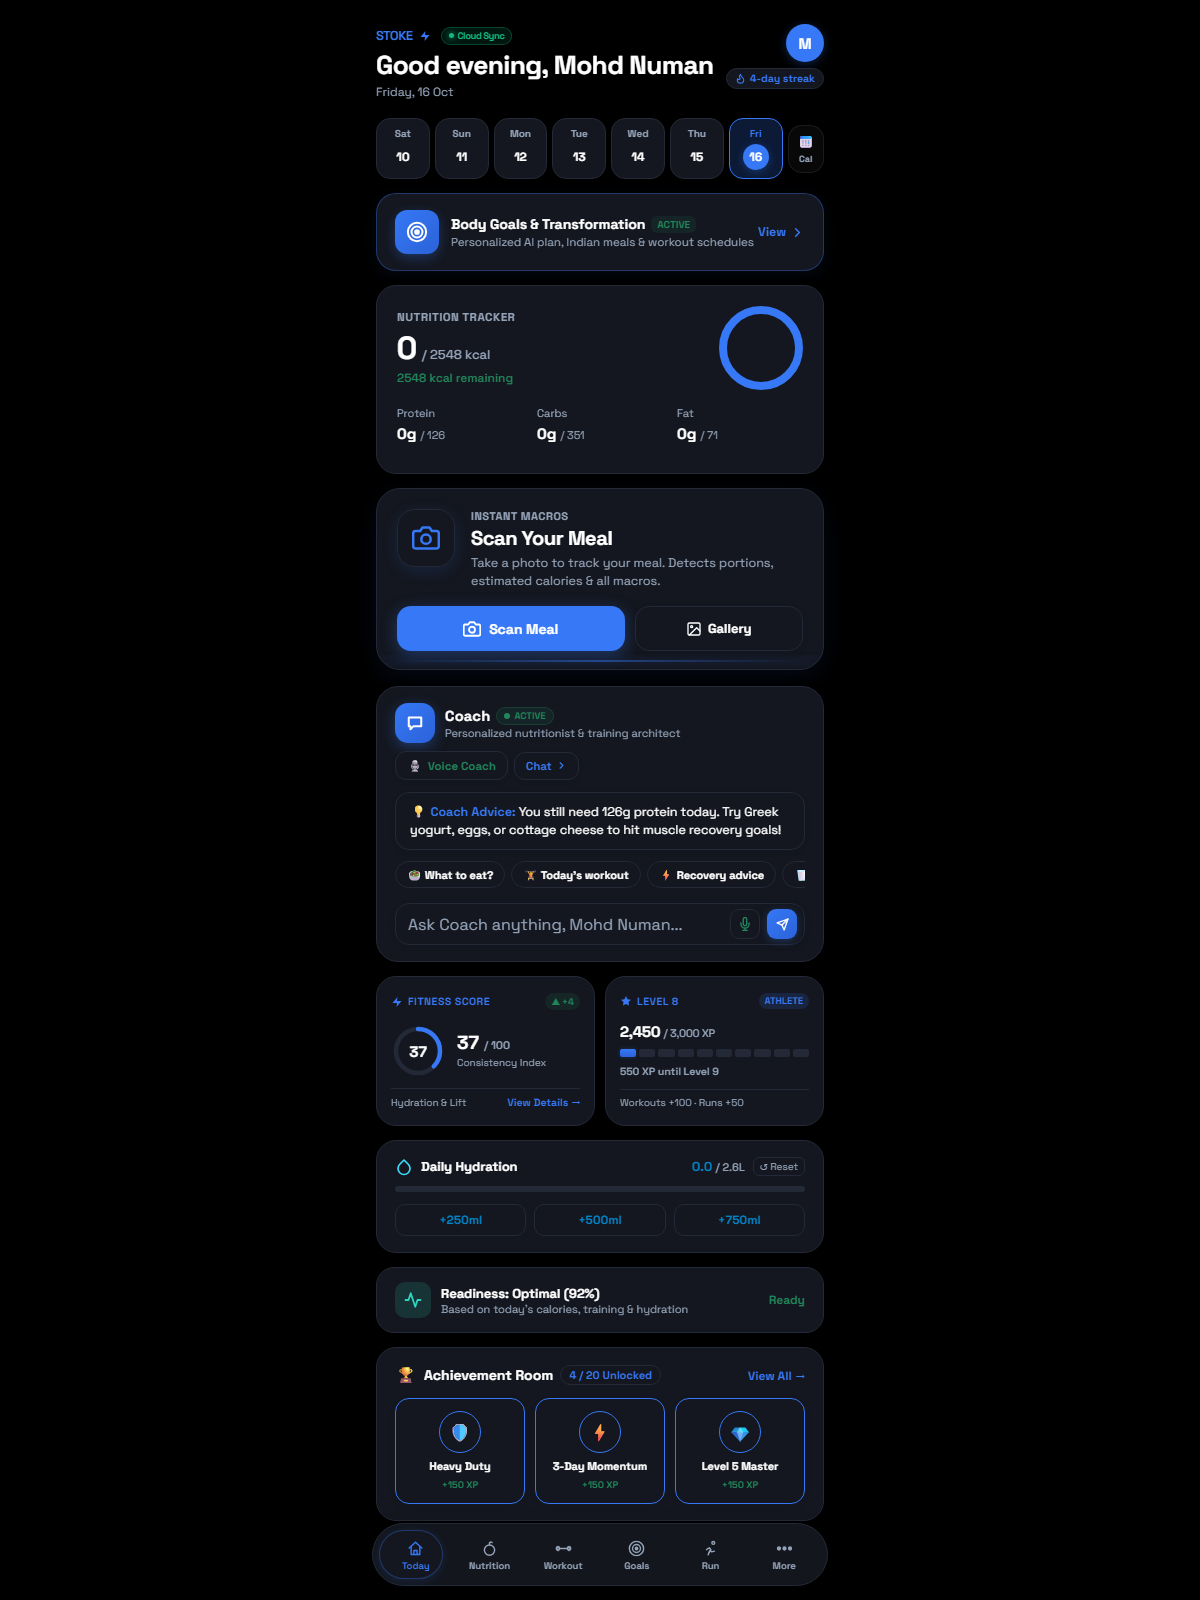 STOKE
Cloud Sync
M
Good evening, Mohd Numan
4-day streak
Friday, 16 Oct
Sat Sun Mon Tue Wed Thu Fri
10 11 12 13 14 15 16
Cal
Body Goals & Transformation ACTIVE
Personalized AI plan, Indian meals & workout schedules
View
NUTRITION TRACKER
0 / 2548 kcal
2548 kcal remaining
Protein Carbs Fat
0g / 126 0g / 351 0g / 71
INSTANT MACROS
Scan Your Meal
Take a photo to track your meal. Detects portions,
estimated calories & all macros.
Scan Meal
Gallery
Coach ACTIVE
Personalized nutritionist & training architect
Voice Coach
Chat
Coach Advice: You still need 126g protein today. Try Greek
yogurt, eggs, or cottage cheese to hit muscle recovery goals!
What to eat?
Today's workout
Recovery advice
Ask Coach anything, Mohd Numan...
FITNESS SCORE ▲ +4
37
37 / 100
Consistency Index
Hydration & Lift View Details →
LEVEL 8 ATHLETE
2,450 / 3,000 XP
550 XP until Level 9
Workouts +100 · Runs +50
Daily Hydration 0.0 / 2.6L ↺ Reset
+250ml +500ml +750ml
Readiness: Optimal (92%)
Based on today's calories, training & hydration
Ready
Achievement Room 4 / 20 Unlocked View All →
Heavy Duty 3-Day Momentum Level 5 Master
+150 XP +150 XP +150 XP
Today Nutrition Workout Goals Run More